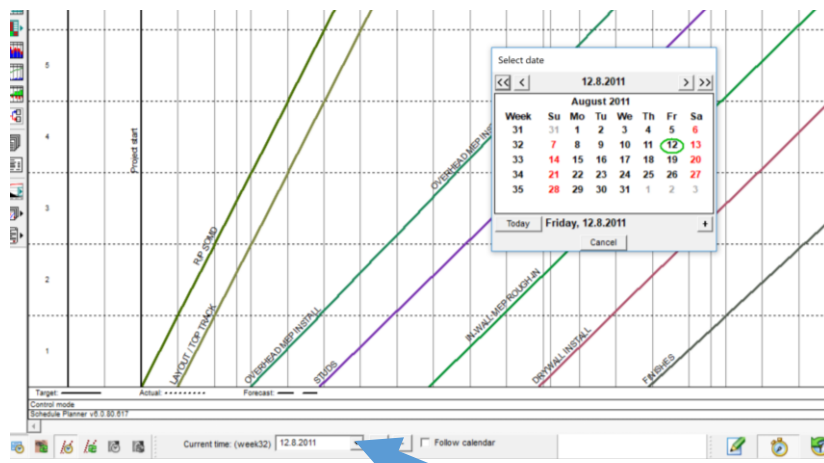 5
4
3
2
1
Project start
R/P SOMD
LAYOUT / TOP TRACK
OVERHEAD MEP INSTALL
STUDS
IN-WALL MEP ROUGH-IN
DRYWALL INSTALL
FINISHES
Select date
<< < 12.8.2011 > >>
August 2011
Week Su Mo Tu We Th Fr Sa
31 31 1 2 3 4 5 6
32 7 8 9 10 11 12 13
33 14 15 16 17 18 19 20
34 21 22 23 24 25 26 27
35 28 29 30 31 1 2 3
Today Friday, 12.8.2011 +
Cancel
Target: Actual: Forecast:
Control mode
Schedule Planner v6.0.80.617
Current time: (week32) 12.8.2011 Follow calendar